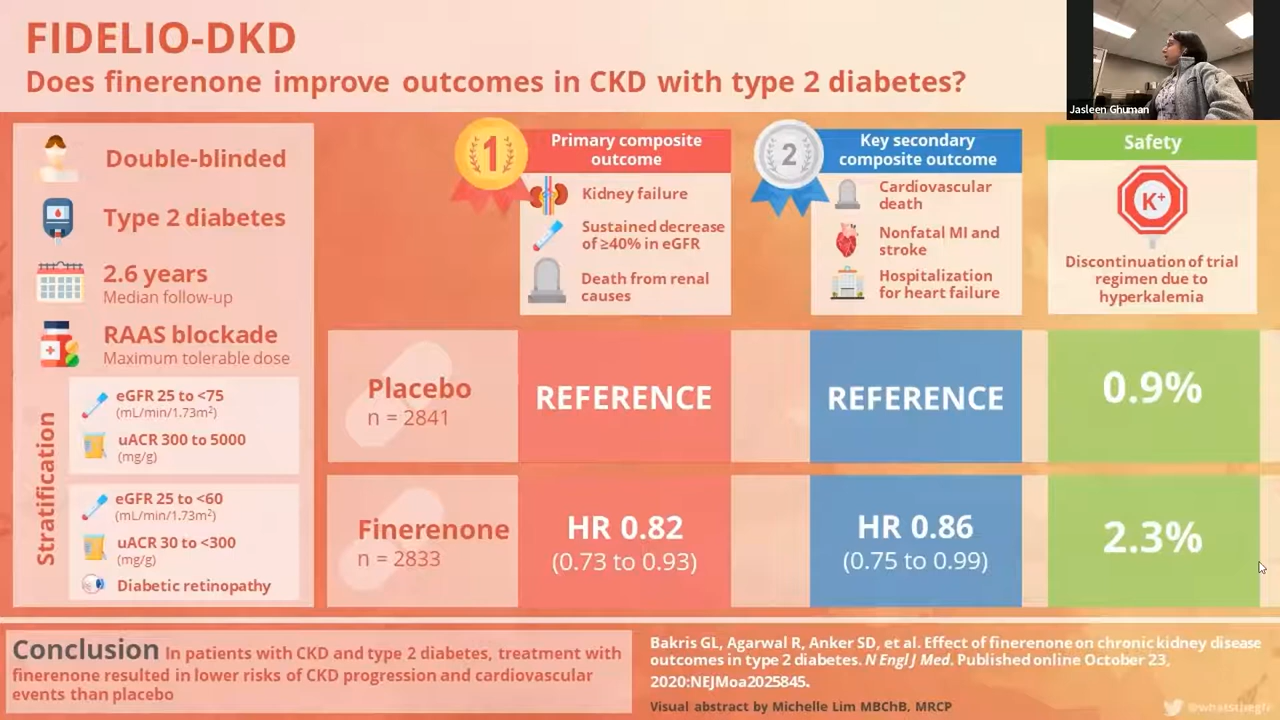 FIDELIO-DKD
Does finerenone improve outcomes in CKD with type 2 diabetes?
Jasleen Ghuman
Double-blinded
Type 2 diabetes
2.6 years
Median follow-up
RAAS blockade
Maximum tolerable dose
Stratification
eGFR 25 to <75
(mL/min/1.73m²)
uACR 300 to 5000
(mg/g)
eGFR 25 to <60
(mL/min/1.73m²)
uACR 30 to <300
(mg/g)
Diabetic retinopathy
1
Primary composite
outcome
Kidney failure
Sustained decrease
of ≥40% in eGFR
Death from renal
causes
2
Key secondary
composite outcome
Cardiovascular
death
Nonfatal MI and
stroke
Hospitalization
for heart failure
Safety
K+
Discontinuation of trial
regimen due to
hyperkalemia
Placebo
n = 2841
REFERENCE
REFERENCE
0.9%
Finerenone
n = 2833
HR 0.82
(0.73 to 0.93)
HR 0.86
(0.75 to 0.99)
2.3%
Conclusion In patients with CKD and type 2 diabetes, treatment with
finerenone resulted in lower risks of CKD progression and cardiovascular
events than placebo
Bakris GL, Agarwal R, Anker SD, et al. Effect of finerenone on chronic kidney disease
outcomes in type 2 diabetes. N Engl J Med. Published online October 23,
2020:NEJMoa2025845.
Visual abstract by Michelle Lim MBChB, MRCP
@whatsthegfr